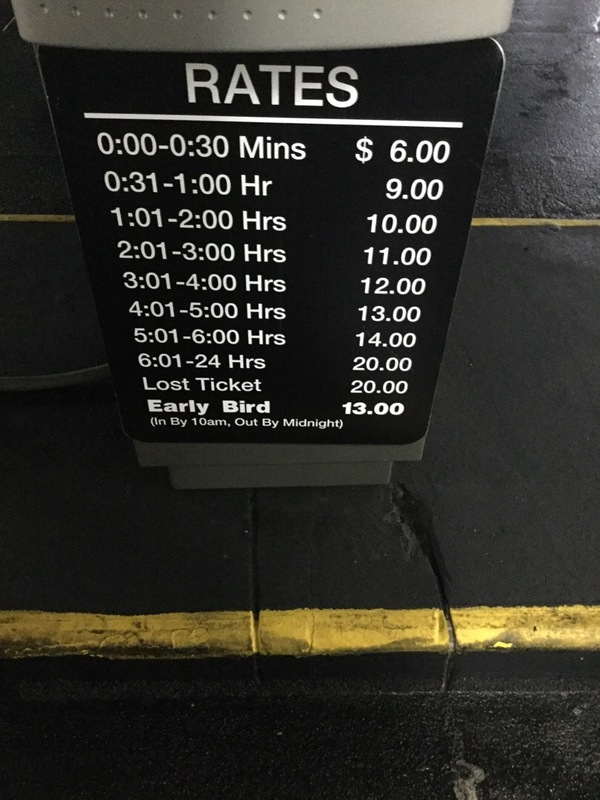 RATES
0:00-0:30 Mins $ 6.00
0:31-1:00 Hr 9.00
1:01-2:00 Hrs 10.00
2:01-3:00 Hrs 11.00
3:01-4:00 Hrs 12.00
4:01-5:00 Hrs 13.00
5:01-6:00 Hrs 14.00
6:01-24 Hrs 20.00
Lost Ticket 20.00
Early Bird 13.00
(In By 10am, Out By Midnight)